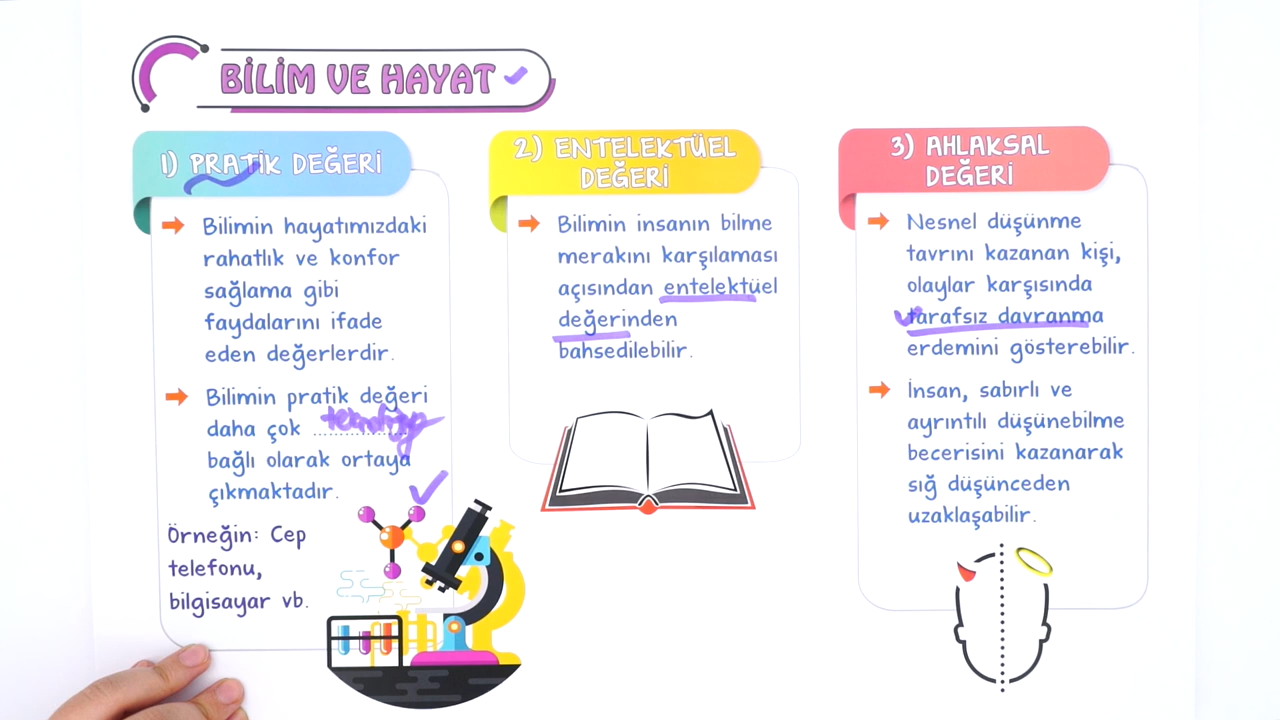 BİLİM VE HAYAT
1) PRATİK DEĞERİ
Bilimin hayatımızdaki
rahatlık ve konfor
sağlama gibi
faydalarını ifade
eden değerlerdir.
Bilimin pratik değeri
daha çok teknolojiye
bağlı olarak ortaya
çıkmaktadır.
Örneğin: Cep
telefonu,
bilgisayar vb.
2) ENTELEKTÜEL
DEĞERİ
Bilimin insanın bilme
merakını karşılaması
açısından entelektüel
değerinden
bahsedilebilir.
3) AHLAKSAL
DEĞERİ
Nesnel düşünme
tavrını kazanan kişi,
olaylar karşısında
tarafsız davranma
erdemini gösterebilir.
İnsan, sabırlı ve
ayrıntılı düşünebilme
becerisini kazanarak
sığ düşünceden
uzaklaşabilir.